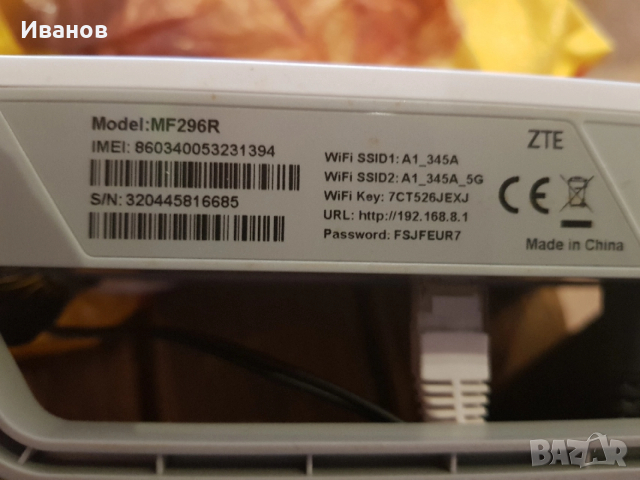 Иванов
Model:MF296R
IMEI: 860340053231394
S/N: 320445816685
WiFi SSID1: A1_345A
WiFi SSID2: A1_345A_5G
WiFi Key: 7CT526JEXJ
URL: http://192.168.8.1
Password: FSJFEUR7
ZTE
CE
Made in China
BAZAR